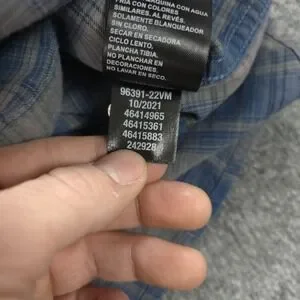 MÁQUINA CON AGUA
FRÍA CON COLORES
SIMILARES. AL REVÉS.
SOLAMENTE BLANQUEADOR
SIN CLORO.
SECAR EN SECADORA
CICLO LENTO.
PLANCHA TIBIA.
NO PLANCHAR EN
DECORACIONES.
NO LAVAR EN SECO.
96391-22VM
10/2021
46414965
46415361
46415883
242928